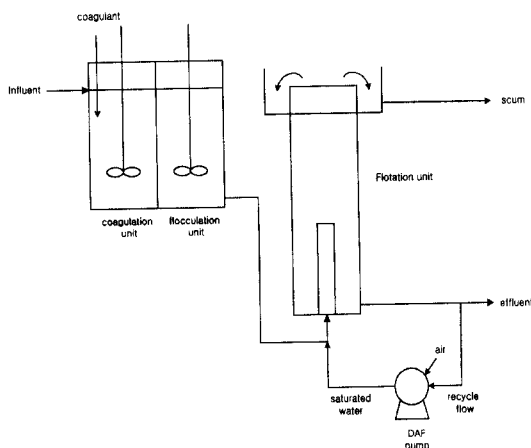 coagulant
Influent
scum
Flotation unit
coagulation
unit
flocculation
unit
effluent
air
saturated
water
recycle
flow
DAF
pump